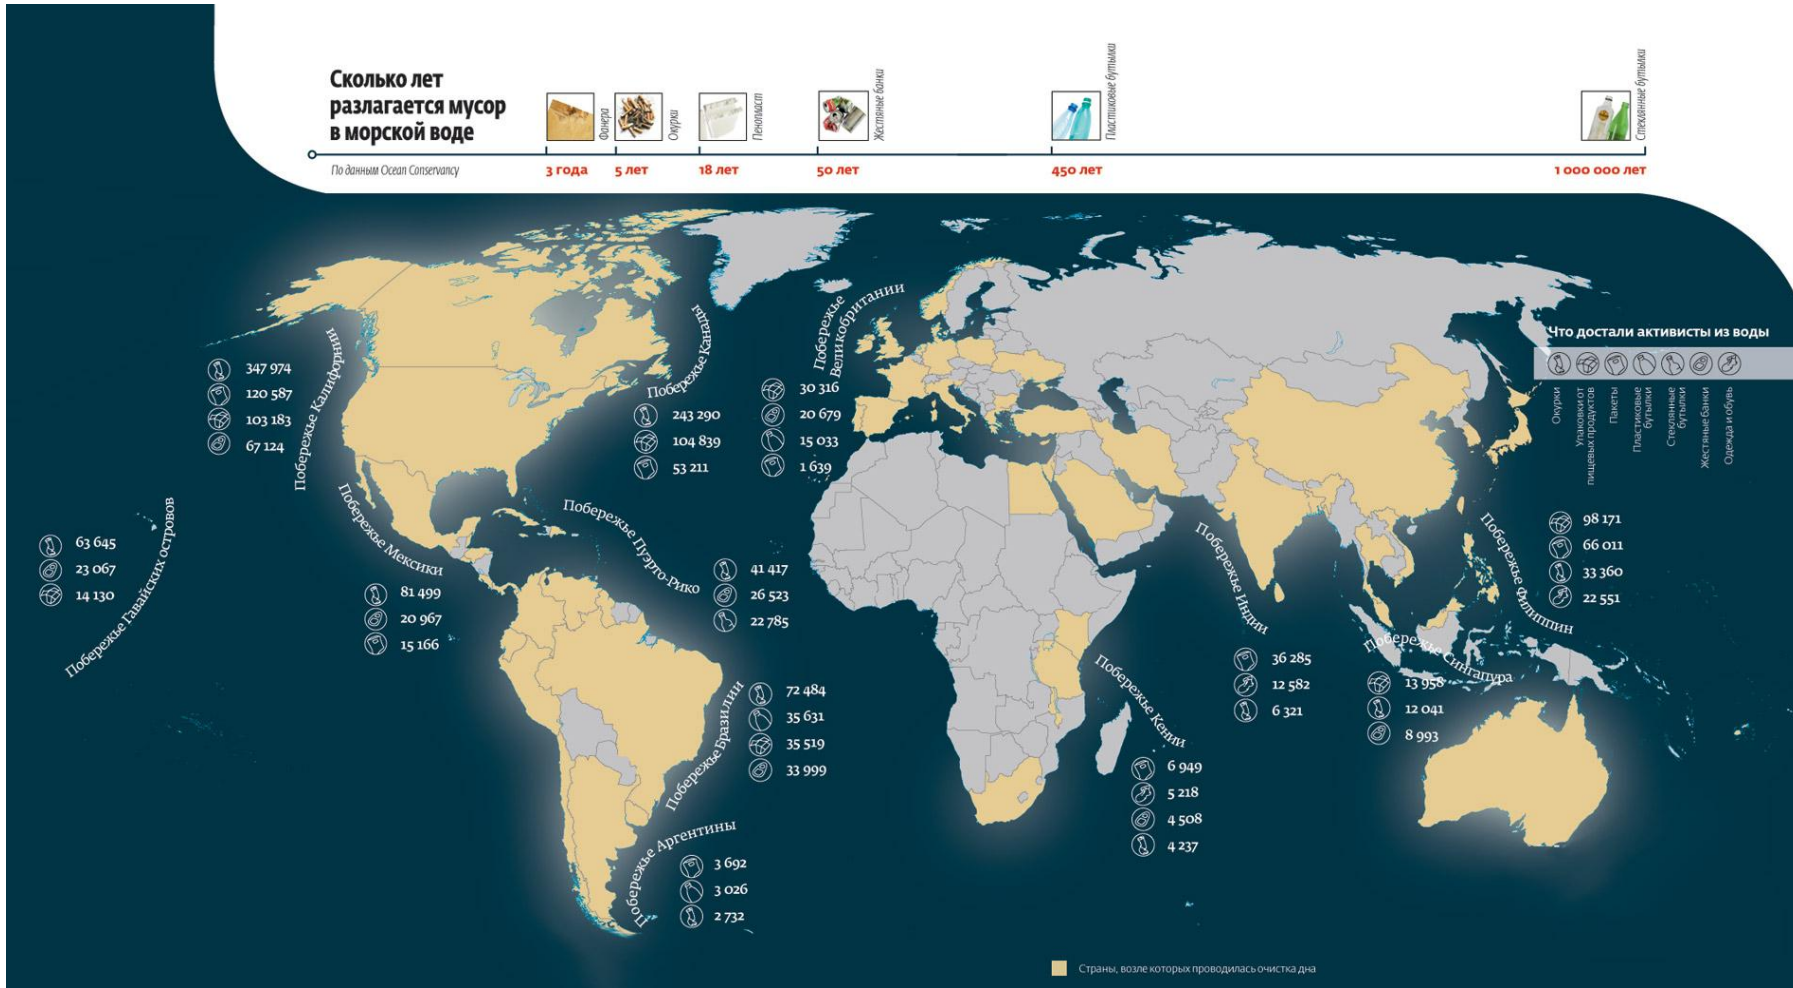 Сколько лет
разлагается мусор
в морской воде
По данным Ocean Conservancy
Фанера
Окурки
Пенопласт
Жестяные банки
Пластиковые бутылки
Стеклянные бутылки
3 года
5 лет
18 лет
50 лет
450 лет
1 000 000 лет
Что достали активисты из воды
Окурки
Упаковки от
пищевых продуктов
Пакеты
Пластиковые
бутылки
Стеклянные
бутылки
Жестяные банки
Одежда и обувь
Побережье Калифорнии
347 974
120 587
103 183
67 124
Побережье Канады
243 290
104 839
53 211
Побережье
Великобритании
30 316
20 679
15 033
1 639
Побережье Гавайских островов
63 645
23 067
14 130
Побережье Мексики
81 499
20 967
15 166
Побережье Пуэрто-Рико
41 417
26 523
22 785
Побережье Бразилии
72 484
35 631
35 519
33 999
Побережье Аргентины
3 692
3 026
2 732
Побережье Кении
6 949
5 218
4 508
4 237
Побережье Индии
36 285
12 582
6 321
Побережье Сингапура
13 958
12 041
8 993
Побережье Филиппин
98 171
66 011
33 360
22 551
Страны, возле которых проводилась очистка дна